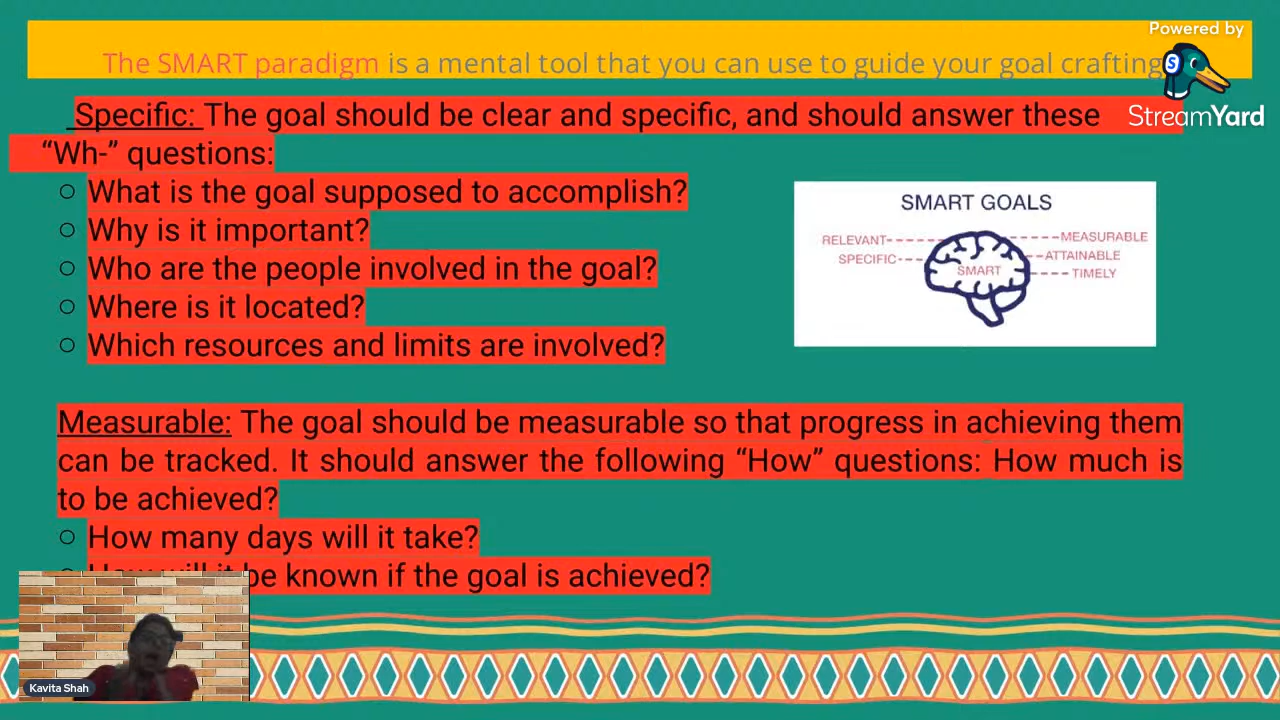 Powered by
StreamYard
The SMART paradigm is a mental tool that you can use to guide your goal crafting
Specific: The goal should be clear and specific, and should answer these
“Wh-” questions:
○ What is the goal supposed to accomplish?
○ Why is it important?
○ Who are the people involved in the goal?
○ Where is it located?
○ Which resources and limits are involved?
SMART GOALS
RELEVANT
SPECIFIC
SMART
MEASURABLE
ATTAINABLE
TIMELY
Measurable: The goal should be measurable so that progress in achieving them
can be tracked. It should answer the following “How” questions: How much is
to be achieved?
○ How many days will it take?
○ How will it be known if the goal is achieved?
Kavita Shah